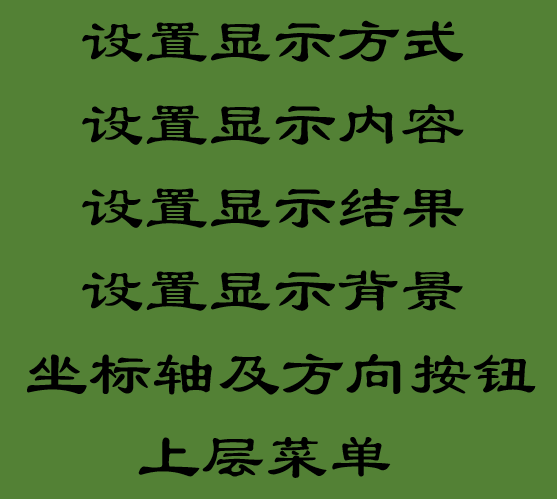 设置显示方式
设置显示内容
设置显示结果
设置显示背景
坐标轴及方向按钮
上层菜单